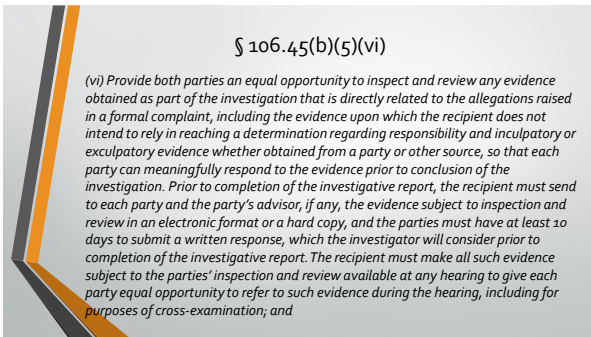 § 106.45(b)(5)(vi)
(vi) Provide both parties an equal opportunity to inspect and review any evidence
obtained as part of the investigation that is directly related to the allegations raised
in a formal complaint, including the evidence upon which the recipient does not
intend to rely in reaching a determination regarding responsibility and inculpatory or
exculpatory evidence whether obtained from a party or other source, so that each
party can meaningfully respond to the evidence prior to conclusion of the
investigation. Prior to completion of the investigative report, the recipient must send
to each party and the party's advisor, if any, the evidence subject to inspection and
review in an electronic format or a hard copy, and the parties must have at least 10
days to submit a written response, which the investigator will consider prior to
completion of the investigative report. The recipient must make all such evidence
subject to the parties' inspection and review available at any hearing to give each
party equal opportunity to refer to such evidence during the hearing, including for
purposes of cross-examination; and